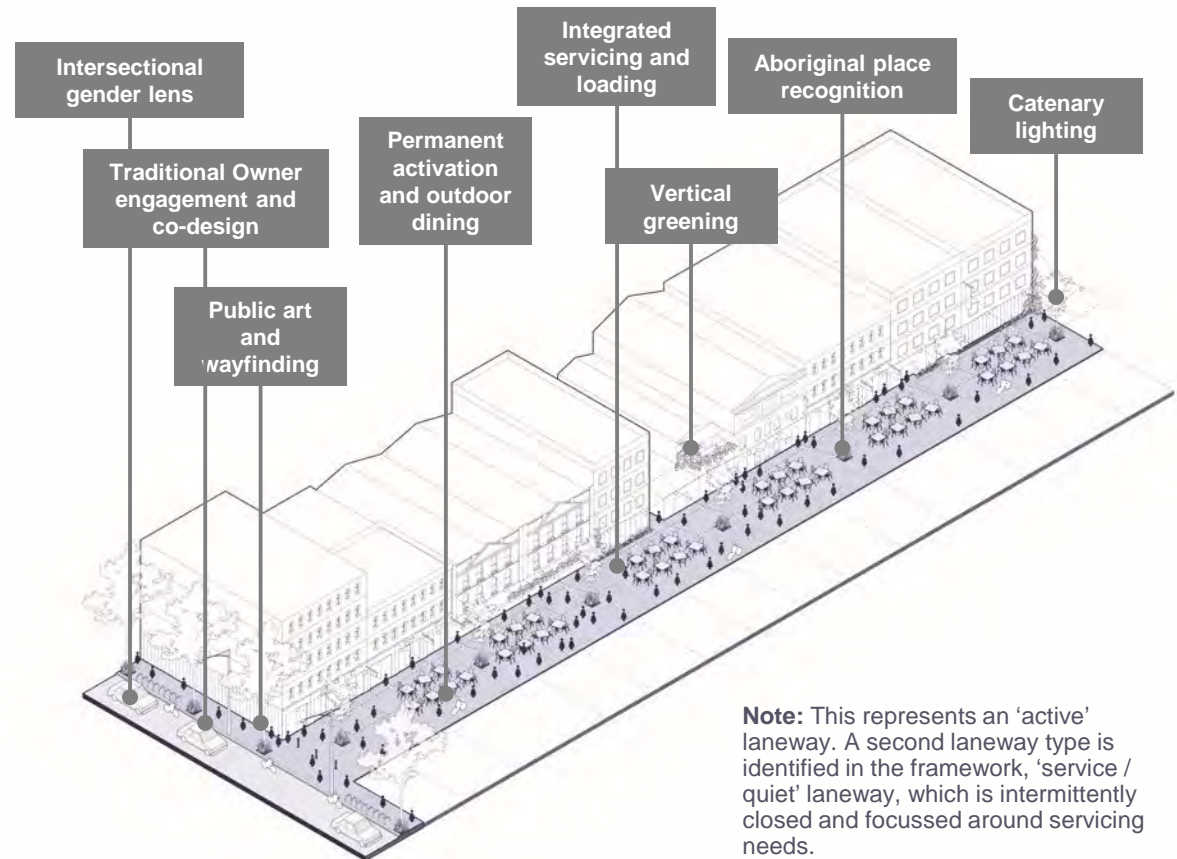 Intersectional
gender lens
Traditional Owner
engagement and
co-design
Public art
and
wayfinding
Permanent
activation
and outdoor
dining
Integrated
servicing and
loading
Vertical
greening
Aboriginal place
recognition
Catenary
lighting
Note: This represents an ‘active’
laneway. A second laneway type is
identified in the framework, ‘service /
quiet’ laneway, which is intermittently
closed and focussed around servicing
needs.